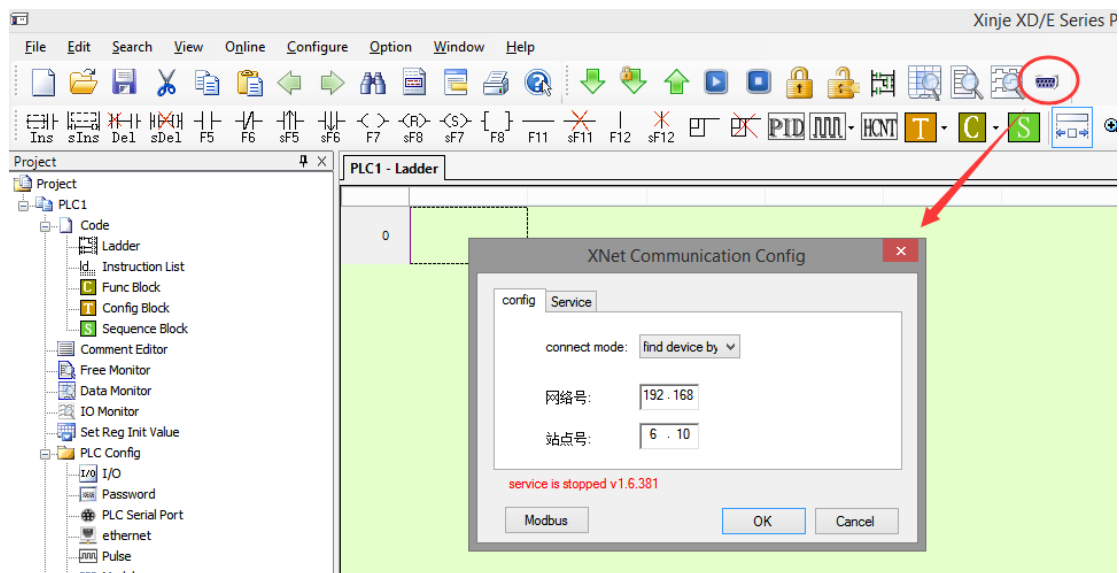 Xinje XD/E Series P
File Edit Search View Online Configure Option Window Help
Ins sIns Del sDel F5 F6 sF5 sF6 F7 sF8 sF7 F8 F11 sF11 F12 sF12 PID HCNT T C S
Project
PLC1 - Ladder
Project
PLC1
Code
Ladder
Instruction List
C Func Block
T Config Block
S Sequence Block
Comment Editor
Free Monitor
Data Monitor
IO Monitor
Set Reg Init Value
PLC Config
I/O I/O
Password
PLC Serial Port
ethernet
Pulse
0
XNet Communication Config
config Service
connect mode: find device by
网络号: 192 . 168
站点号: 6 . 10
service is stopped v1.6.381
Modbus OK Cancel